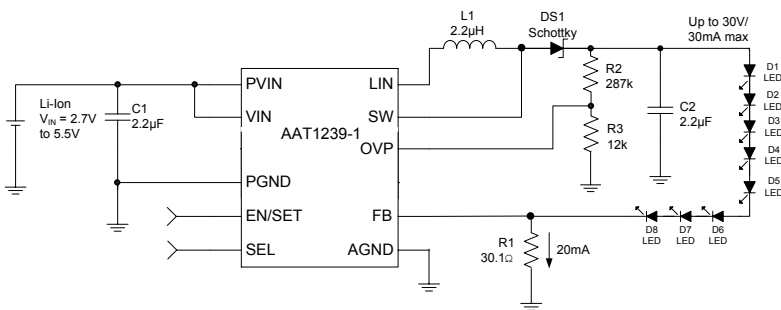 L1
2.2µH
DS1
Schottky
Up to 30V/
30mA max
Li-Ion
VIN = 2.7V
to 5.5V
C1
2.2µF
PVIN
VIN
PGND
EN/SET
SEL
AAT1239-1
LIN
SW
OVP
FB
AGND
R2
287k
R3
12k
C2
2.2µF
D1
LED
D2
LED
D3
LED
D4
LED
D5
LED
D8
LED
D7
LED
D6
LED
R1
30.1Ω
20mA